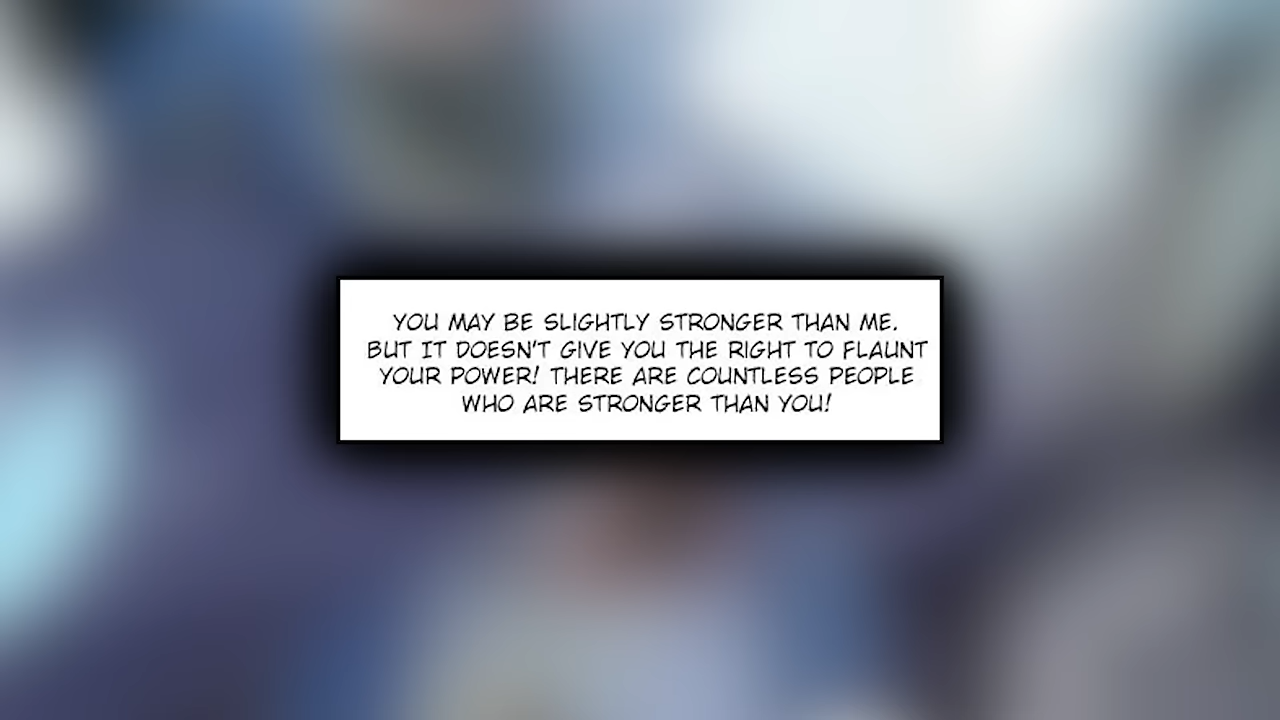 YOU MAY BE SLIGHTLY STRONGER THAN ME.
BUT IT DOESN'T GIVE YOU THE RIGHT TO FLAUNT
YOUR POWER! THERE ARE COUNTLESS PEOPLE
WHO ARE STRONGER THAN YOU!